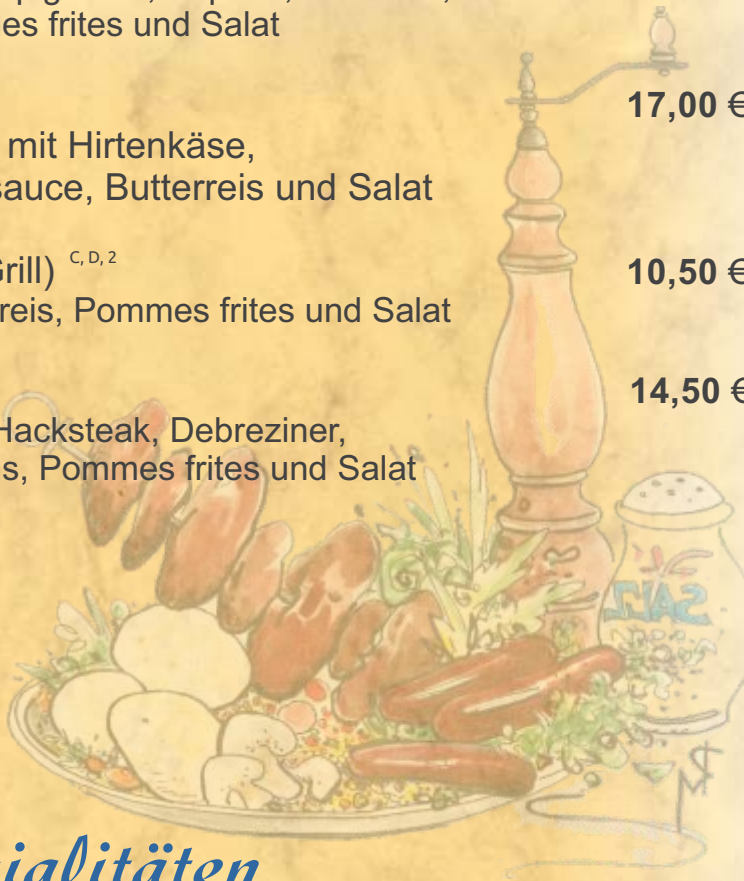 es frites und Salat
17,00 €
mit Hirtenkäse,
sauce, Butterreis und Salat
Grill) C, D, 2
10,50 €
reis, Pommes frites und Salat
14,50 €
Hacksteak, Debreziner,
s, Pommes frites und Salat
SALZ
ialitäten